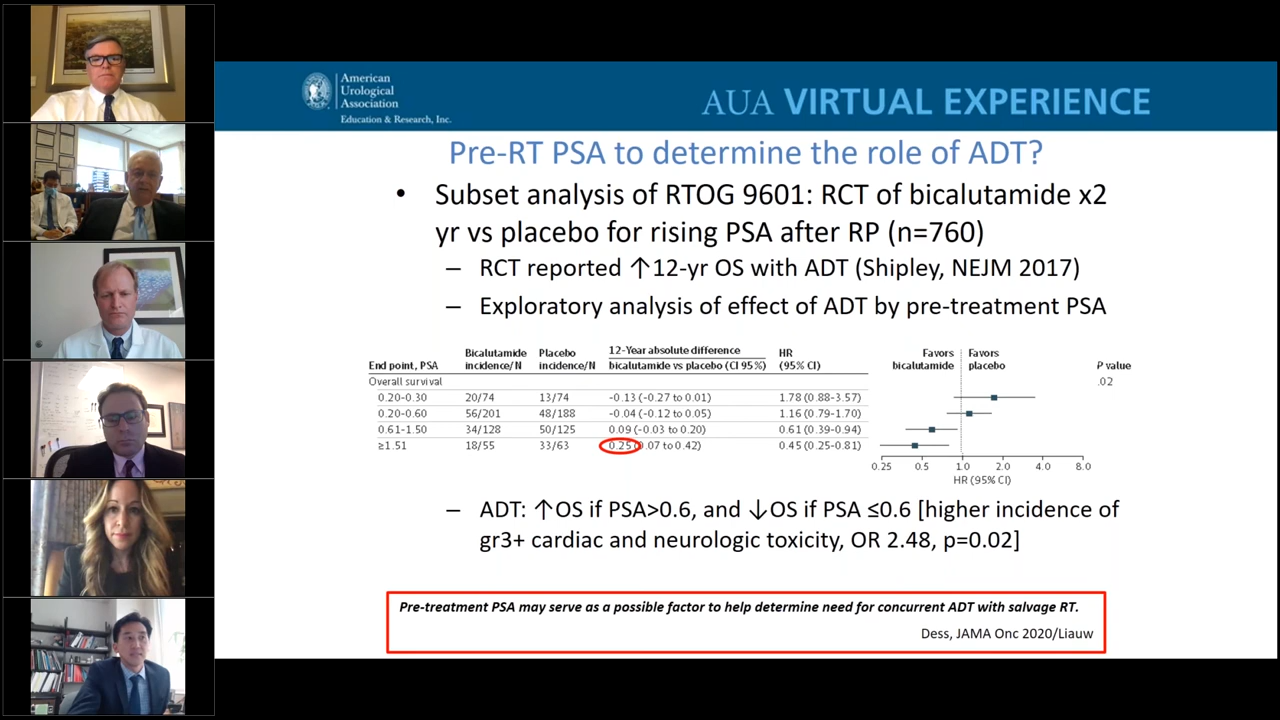 American
Urological
Association
Education & Research, Inc.
AUA VIRTUAL EXPERIENCE
Pre-RT PSA to determine the role of ADT?
• Subset analysis of RTOG 9601: RCT of bicalutamide x2
yr vs placebo for rising PSA after RP (n=760)
– RCT reported ↑12-yr OS with ADT (Shipley, NEJM 2017)
– Exploratory analysis of effect of ADT by pre-treatment PSA
Bicalutamide Placebo 12-Year absolute difference HR Favors Favors
End point, PSA incidence/N incidence/N bicalutamide vs placebo (CI 95%) (95% CI) bicalutamide placebo P value
Overall survival .02
0.20-0.30 20/74 13/74 -0.13 (-0.27 to 0.01) 1.78 (0.88-3.57)
0.20-0.60 56/201 48/188 -0.04 (-0.12 to 0.05) 1.16 (0.79-1.70)
0.61-1.50 34/128 50/125 0.09 (-0.03 to 0.20) 0.61 (0.39-0.94)
≥1.51 18/55 33/63 0.25 (0.07 to 0.42) 0.45 (0.25-0.81)
0.25 0.5 1.0 2.0 4.0 8.0
HR (95% CI)
– ADT: ↑OS if PSA>0.6, and ↓OS if PSA ≤0.6 [higher incidence of
gr3+ cardiac and neurologic toxicity, OR 2.48, p=0.02]
Pre-treatment PSA may serve as a possible factor to help determine need for concurrent ADT with salvage RT.
Dess, JAMA Onc 2020/Liauw